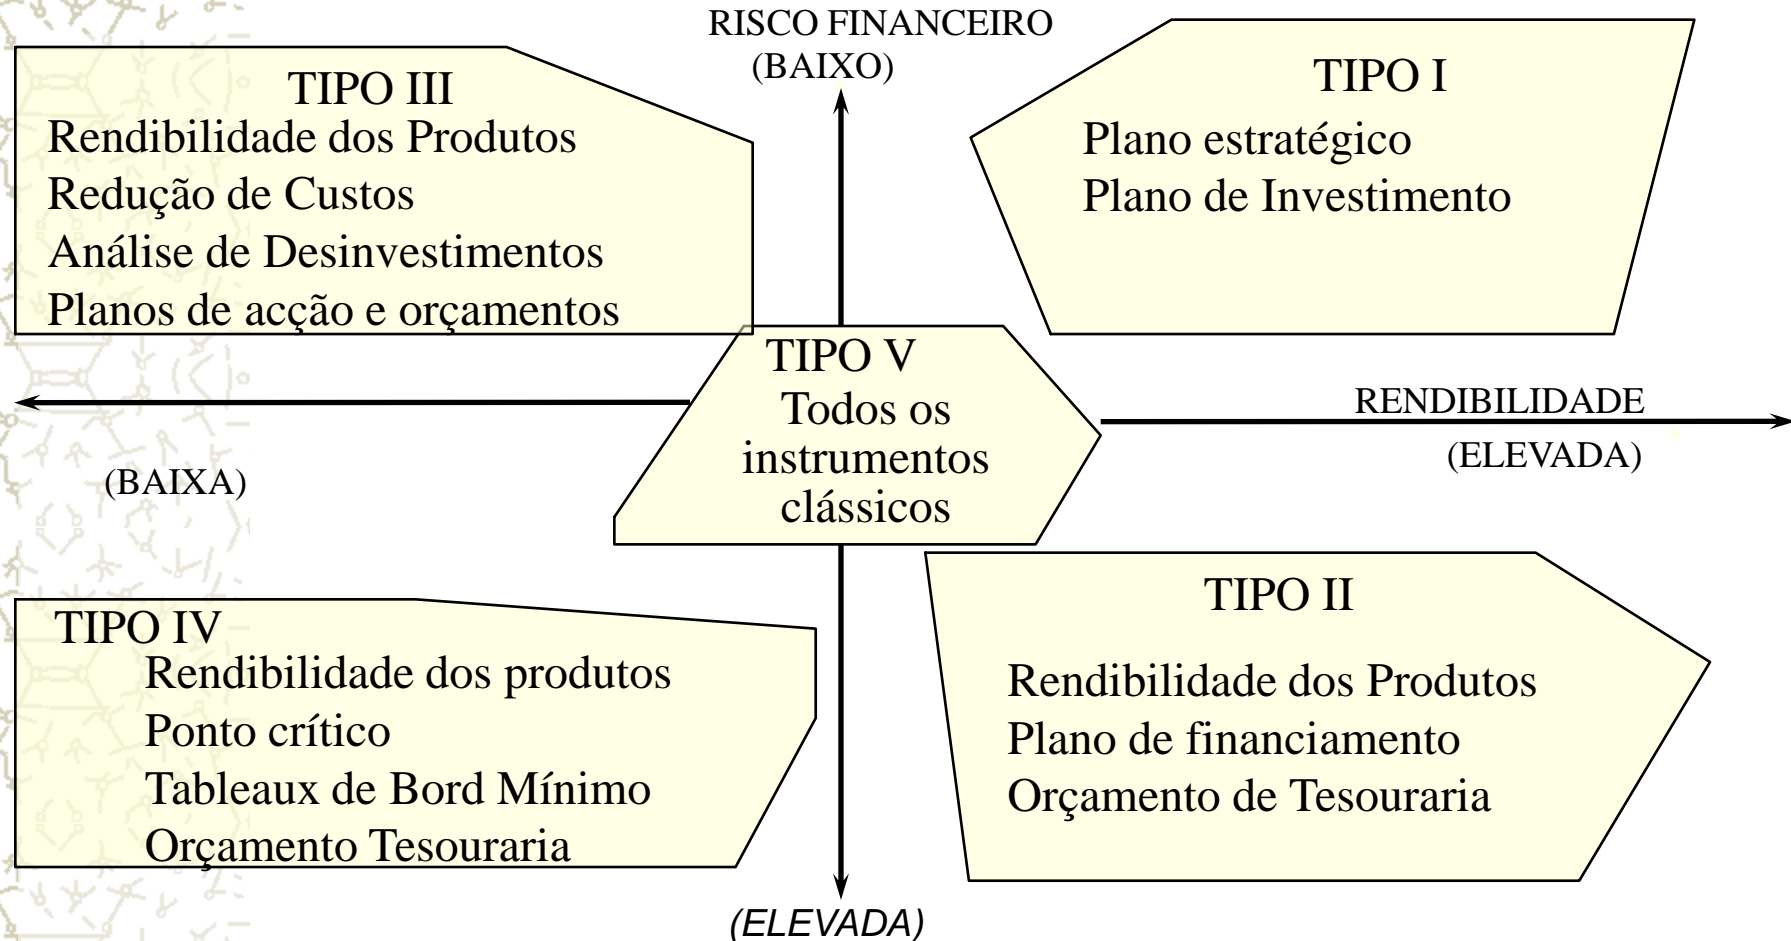 RISCO FINANCEIRO
(BAIXO)
TIPO III
Rendibilidade dos Produtos
Redução de Custos
Análise de Desinvestimentos
Planos de acção e orçamentos
TIPO I
Plano estratégico
Plano de Investimento
TIPO V
Todos os
instrumentos
clássicos
RENDIBILIDADE
(ELEVADA)
(BAIXA)
TIPO IV
Rendibilidade dos produtos
Ponto crítico
Tableaux de Bord Mínimo
Orçamento Tesouraria
TIPO II
Rendibilidade dos Produtos
Plano de financiamento
Orçamento de Tesouraria
(ELEVADA)